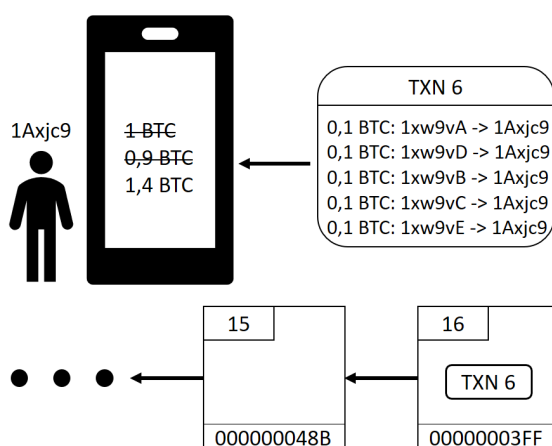 1Axjc9
1 BTC
0,9 BTC
1,4 BTC
TXN 6
0,1 BTC: 1xw9vA -> 1Axjc9
0,1 BTC: 1xw9vD -> 1Axjc9
0,1 BTC: 1xw9vB -> 1Axjc9
0,1 BTC: 1xw9vC -> 1Axjc9
0,1 BTC: 1xw9vE -> 1Axjc9
15
000000048B
16
TXN 6
00000003FF